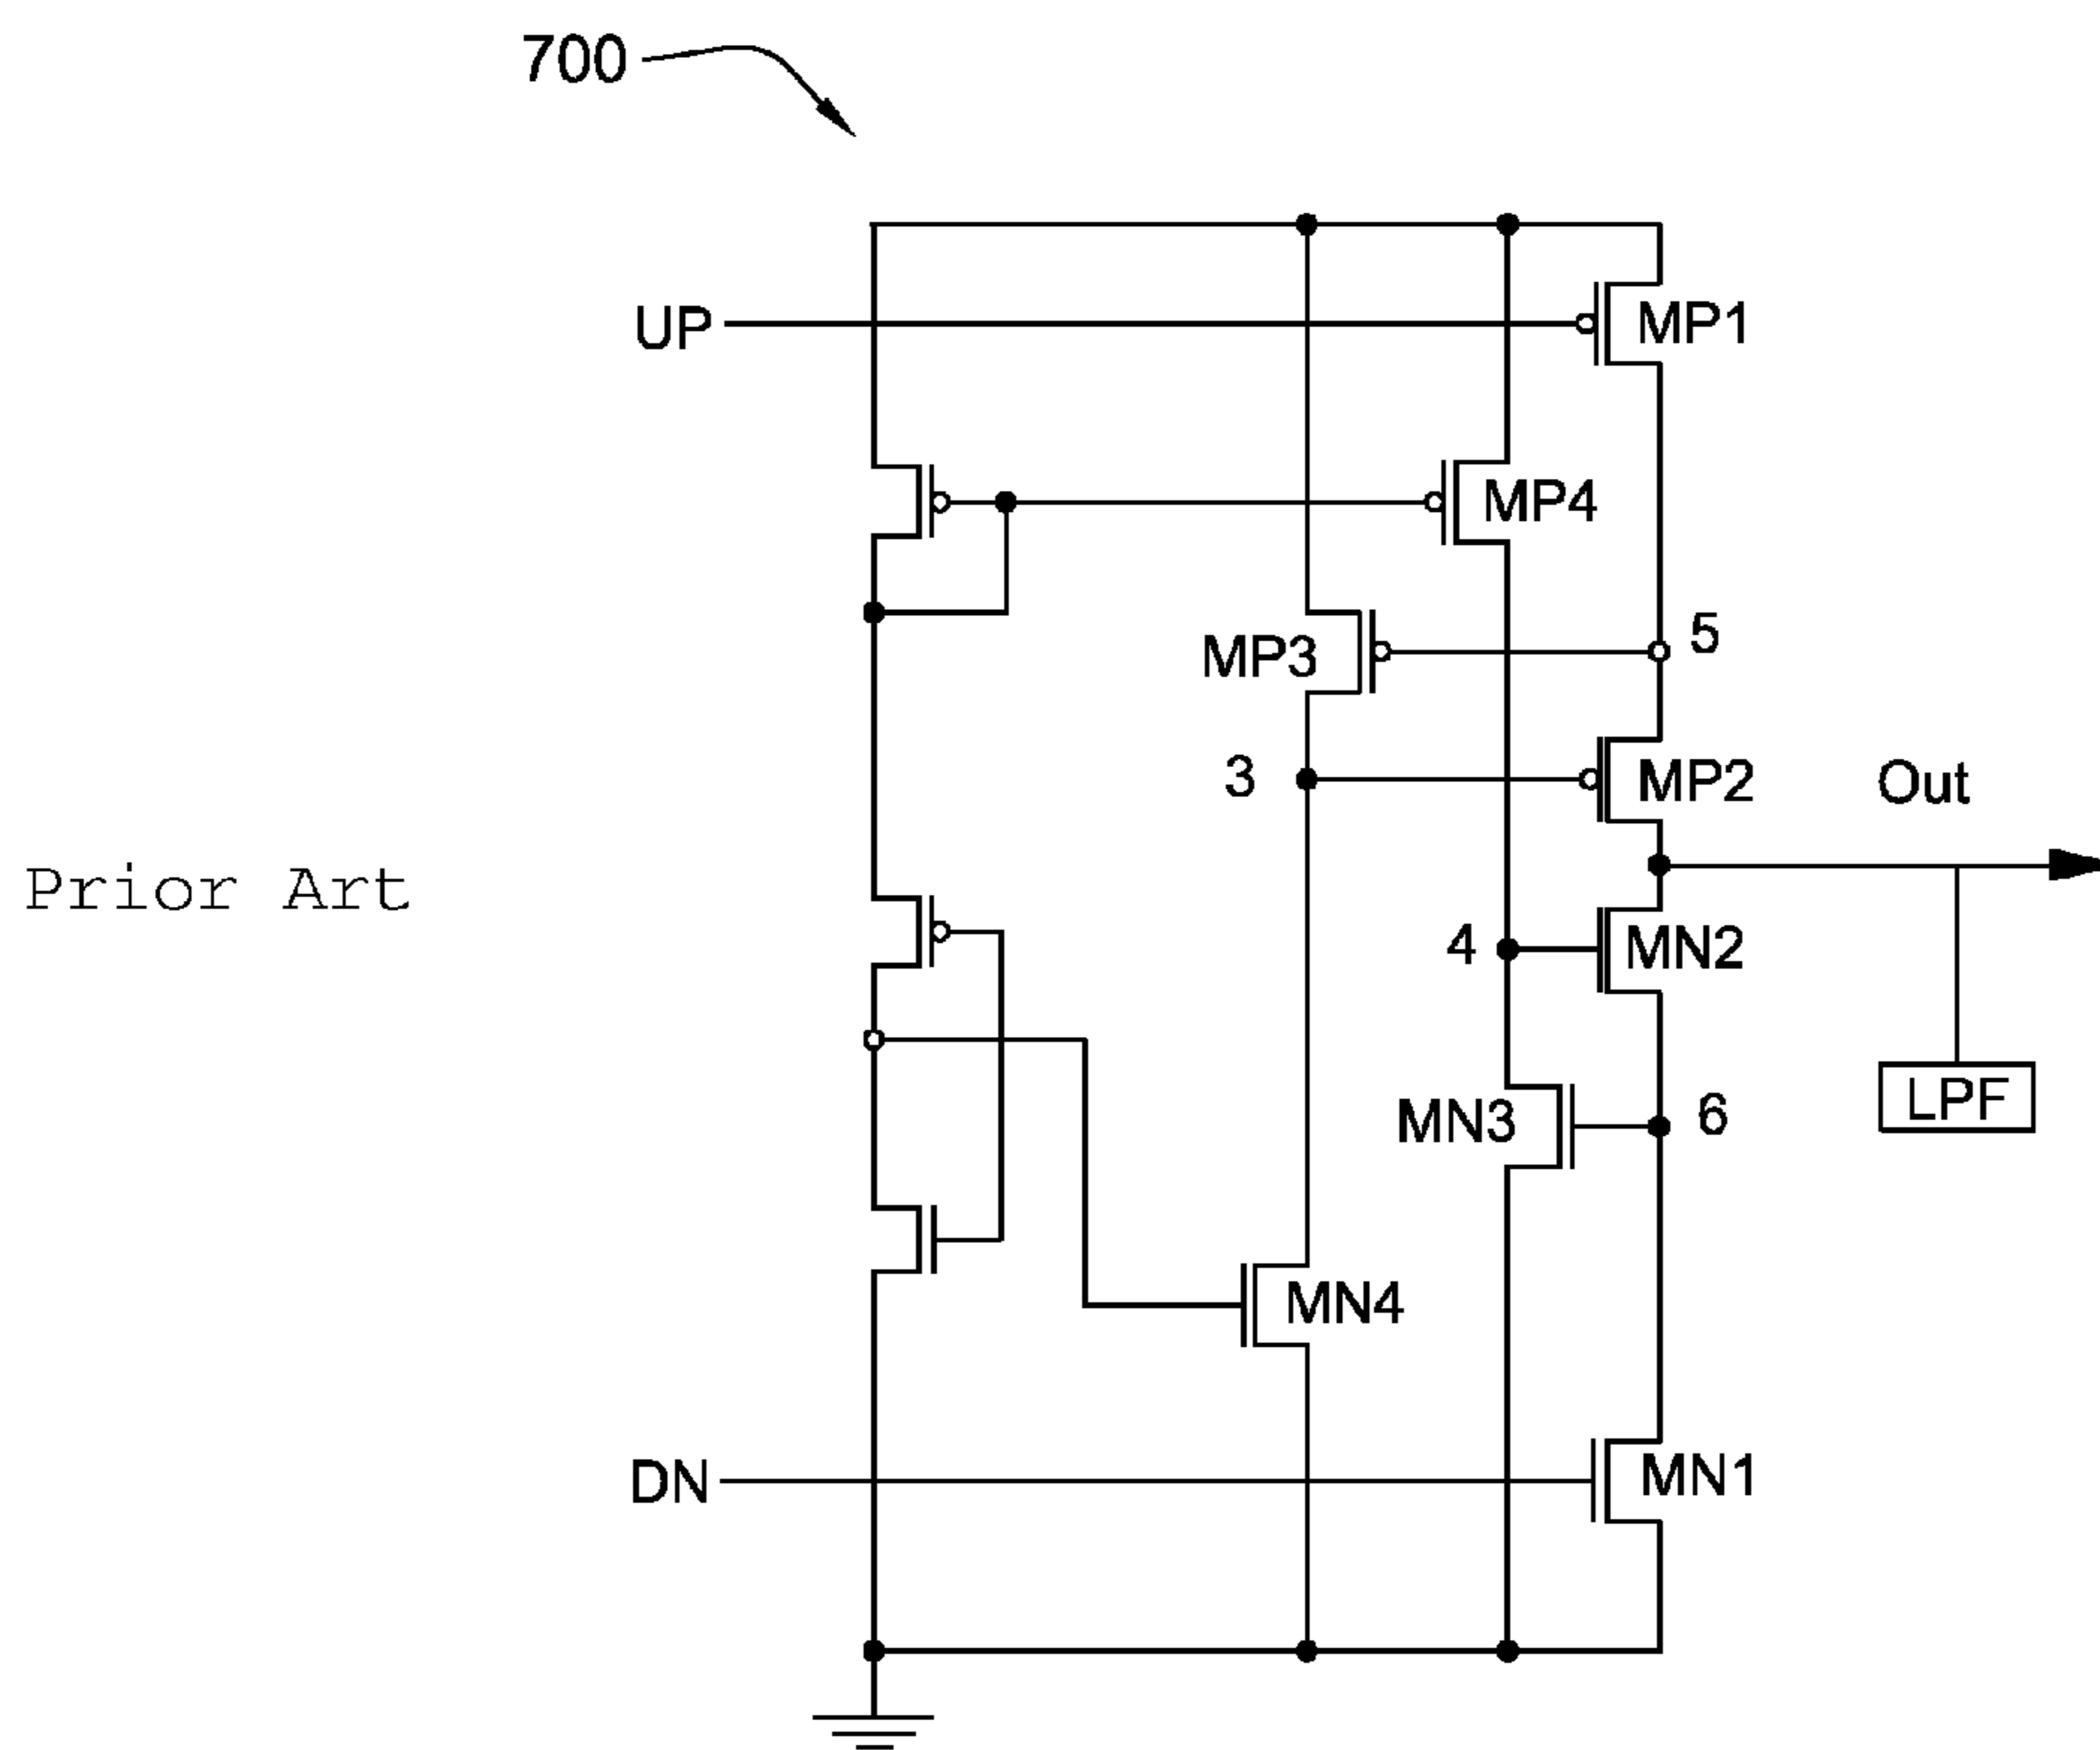 700
UP
MP1
MP4
MP3
5
3
MP2
Out
Prior Art
4
MN2
MN3
6
LPF
MN4
DN
MN1